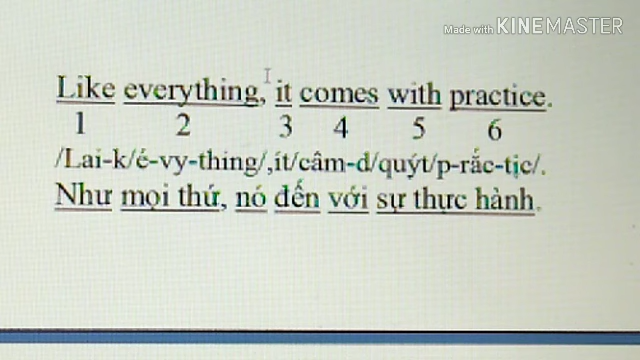 Made with KINEMASTER
Like everything, it comes with practice.
1 2 3 4 5 6
/Lai-k/é-vy-thing/,ít/câm-d/quýt/p-rắc-tịc/.
Như mọi thứ, nó đến với sự thực hành.